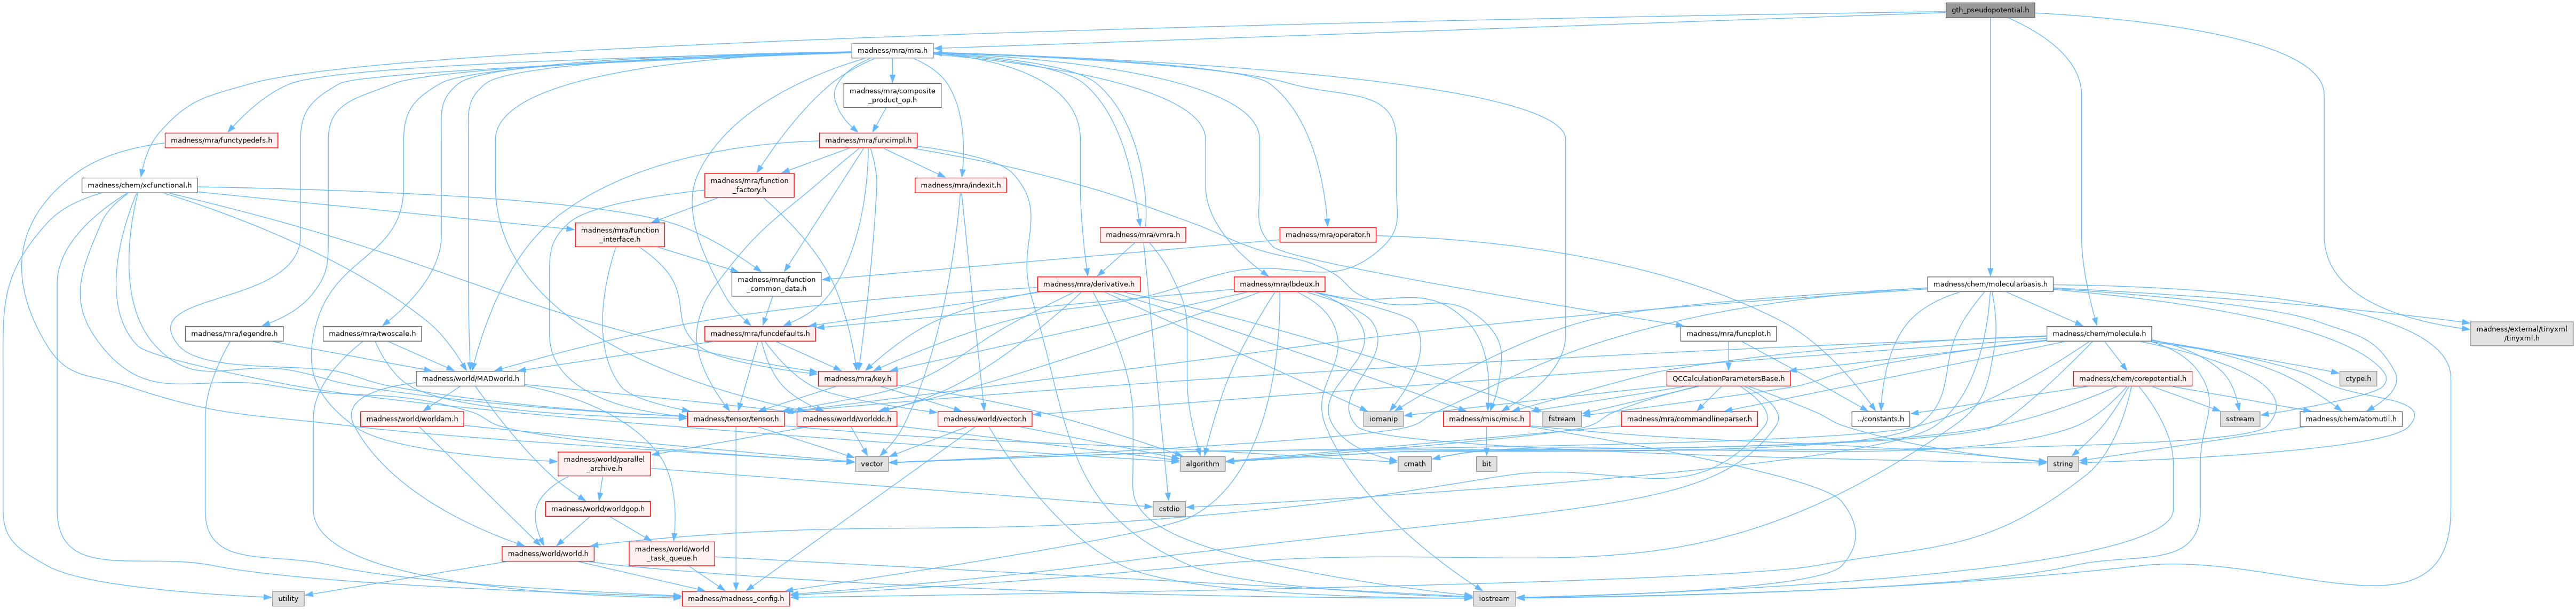 gth_pseudopotential.h
madness/mra/mra.h
madness/mra/composite
_product_op.h
madness/mra/functypedefs.h
madness/mra/funcimpl.h
madness/chem/xcfunctional.h
madness/mra/function
_factory.h
madness/mra/indexit.h
madness/mra/function
_interface.h
madness/mra/vmra.h
madness/mra/operator.h
madness/mra/function
_common_data.h
madness/mra/derivative.h
madness/mra/lbdeux.h
madness/chem/molecularbasis.h
madness/mra/legendre.h
madness/mra/twoscale.h
madness/mra/funcdefaults.h
madness/mra/funcplot.h
madness/chem/molecule.h
madness/external/tinyxml
/tinyxml.h
madness/world/MADworld.h
madness/mra/key.h
QCCalculationParametersBase.h
madness/chem/corepotential.h
ctype.h
madness/world/worldam.h
madness/tensor/tensor.h
madness/world/worlddc.h
madness/world/vector.h
iomanip
madness/misc/misc.h
fstream
madness/mra/commandlineparser.h
../constants.h
sstream
madness/chem/atomutil.h
madness/world/parallel
_archive.h
vector
algorithm
cmath
bit
string
madness/world/worldgop.h
cstdio
madness/world/world.h
madness/world/world
_task_queue.h
utility
madness/madness_config.h
iostream